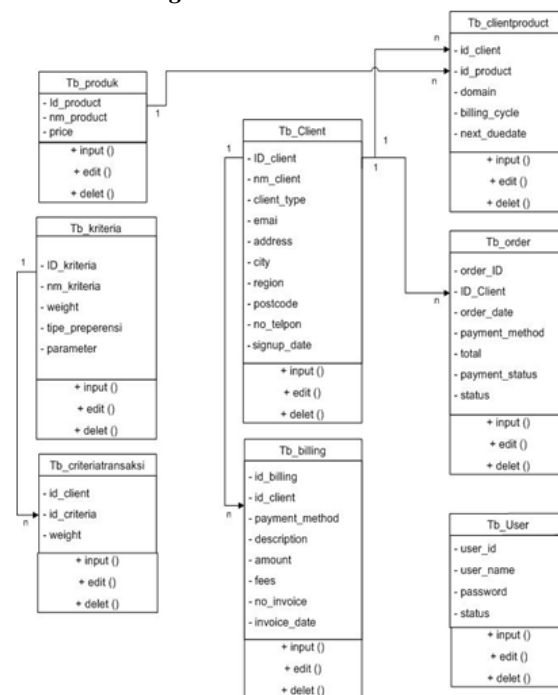 Tb_produk
- Id_product
- nm_product
- price
+ input ()
+ edit ()
+ delet ()
1
Tb_kriteria
- ID_kriteria
- nm_kriteria
- weight
- tipe_preperensi
- parameter
+ input ()
+ edit ()
+ delet ()
1
Tb_criteriatransaksi
- id_client
- id_criteria
- weight
+ input ()
+ edit ()
+ delet ()
n
Tb_Client
- ID_client
- nm_client
- client_type
- emai
- address
- city
- region
- postcode
- no_telpon
- signup_date
+ input ()
+ edit ()
+ delet ()
1
1
1
Tb_billing
- id_billing
- id_client
- payment_method
- description
- amount
- fees
- no_invoice
- invoice_date
+ input ()
+ edit ()
+ delet ()
n
Tb_clientproduct
- id_client
- id_product
- domain
- billing_cycle
- next_duedate
+ input ()
+ edit ()
+ delet ()
n
n
Tb_order
- order_ID
- ID_Client
- order_date
- payment_method
- total
- payment_status
- status
+ input ()
+ edit ()
+ delet ()
n
Tb_User
- user_id
- user_name
- password
- status
+ input ()
+ edit ()
+ delet ()